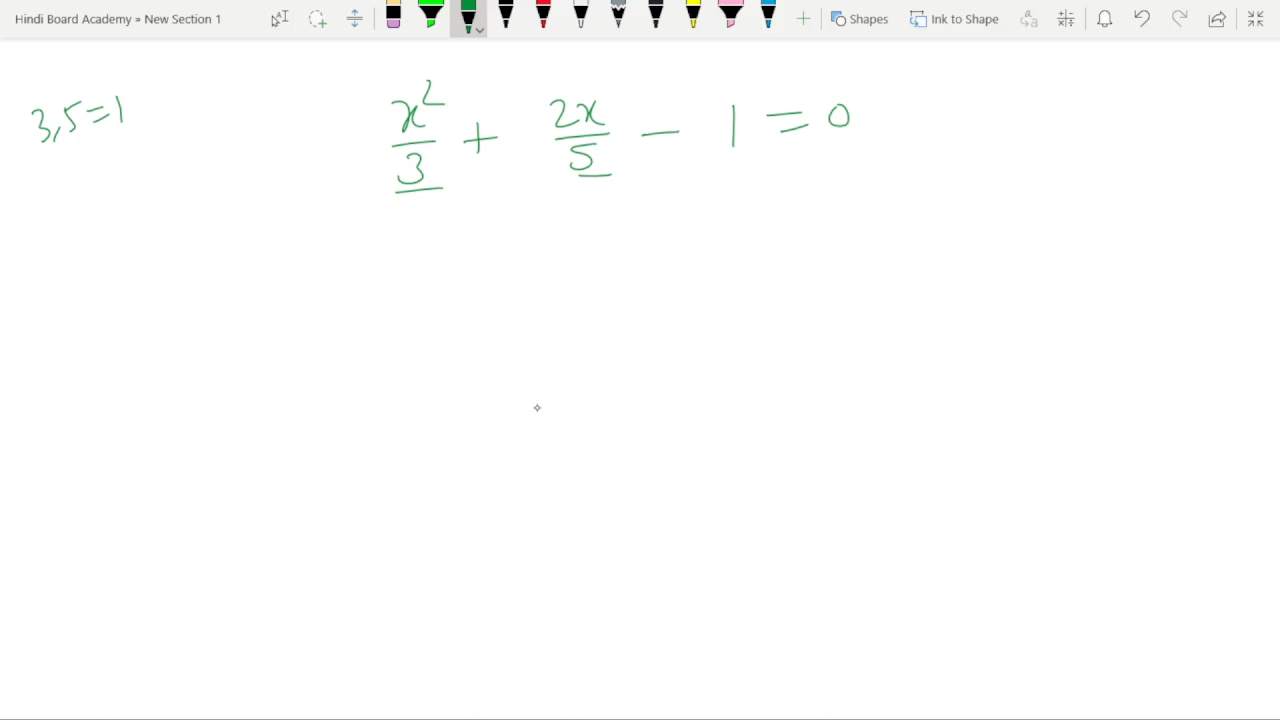 Hindi Board Academy » New Section 1
Shapes
Ink to Shape
3,5=1
x²/3 + 2x/5 - 1 = 0